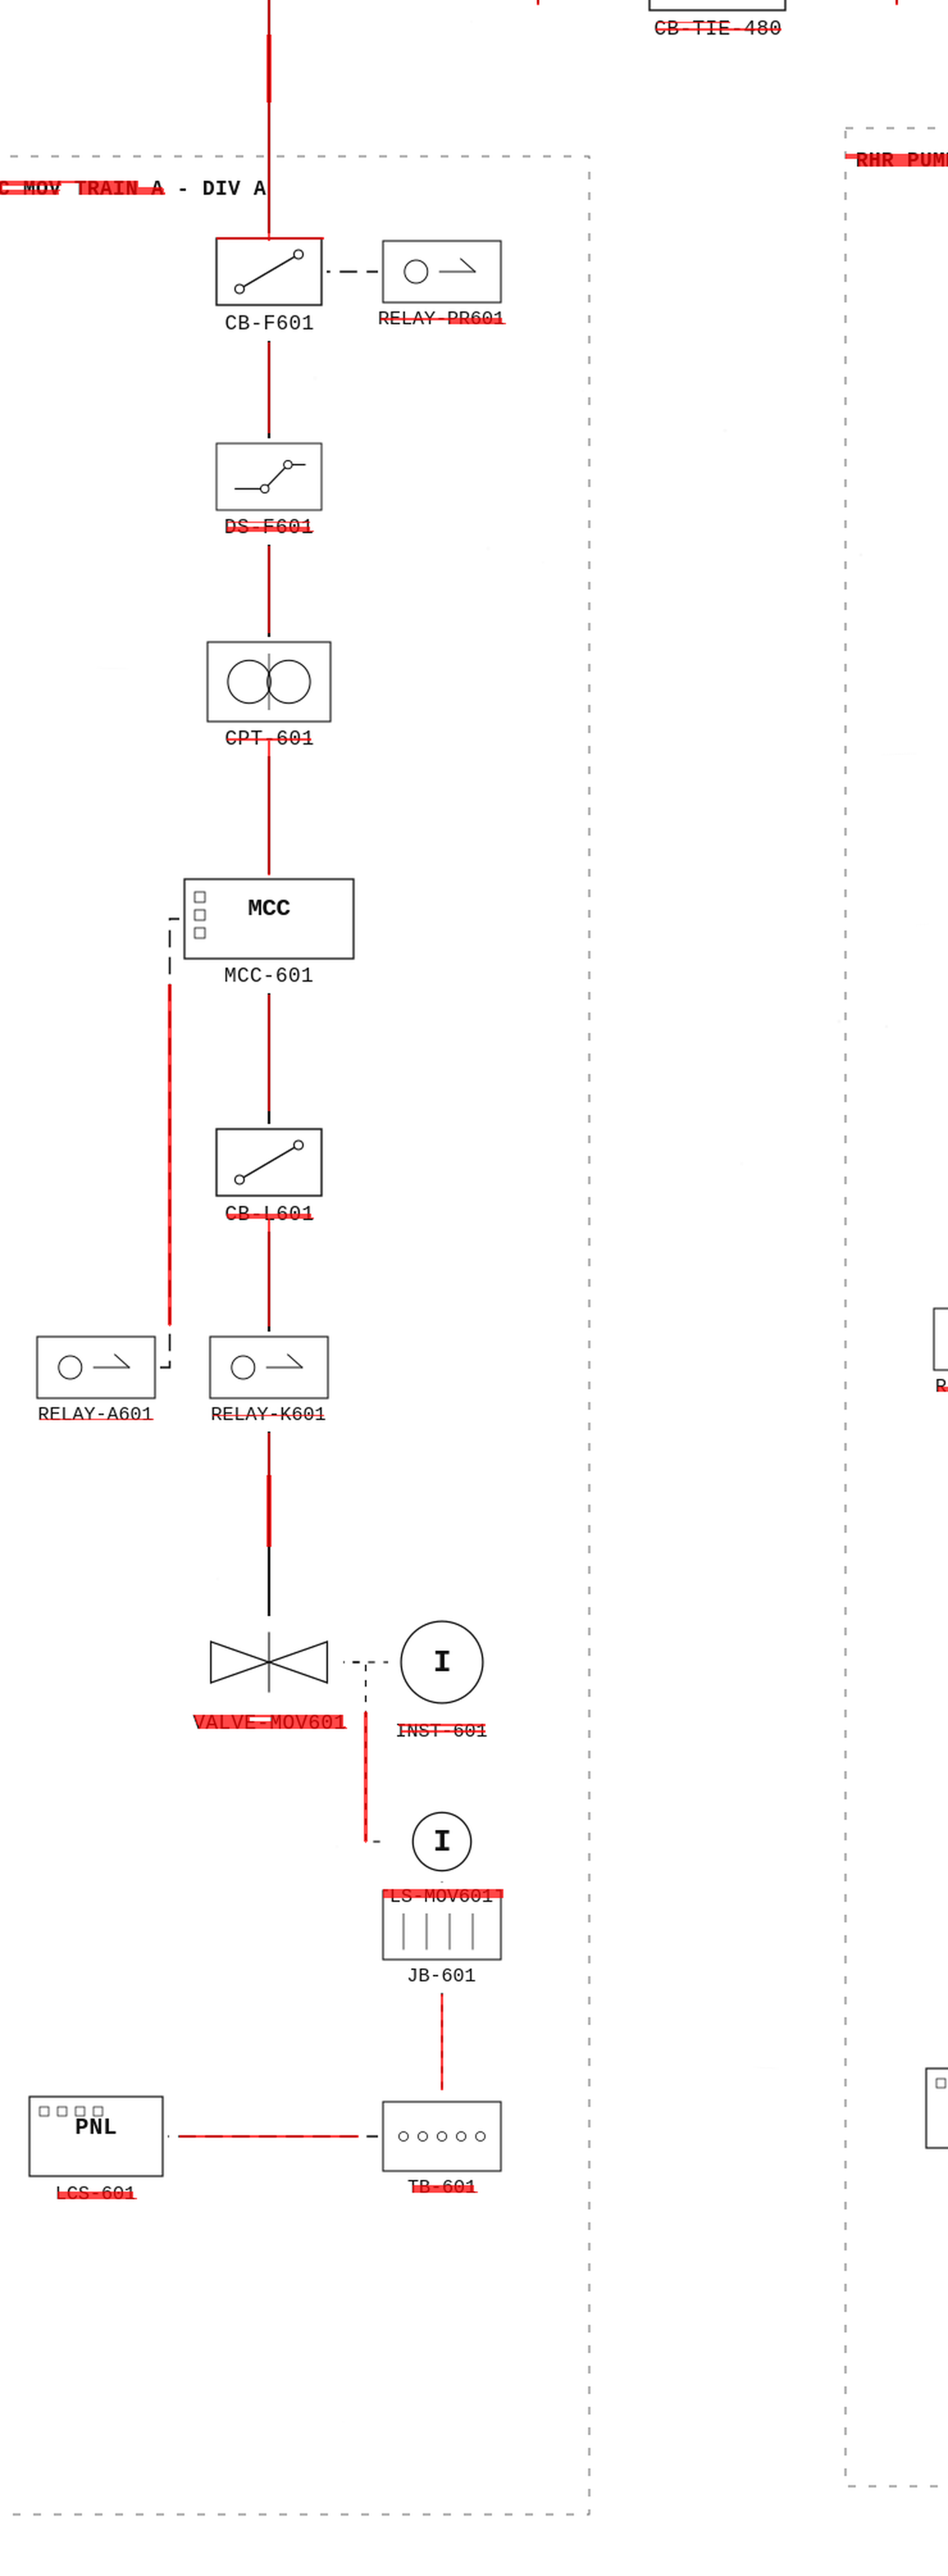 CB-TIE-480
RHR PUM
C MOV TRAIN A - DIV A
CB-F601
RELAY-PR601
DS-F601
CPT-601
MCC
MCC-601
CB-L601
RELAY-A601
RELAY-K601
R
I
VALVE-MOV601
INST-601
I
LS-MOV601
JB-601
PNL
LCS-601
TB-601